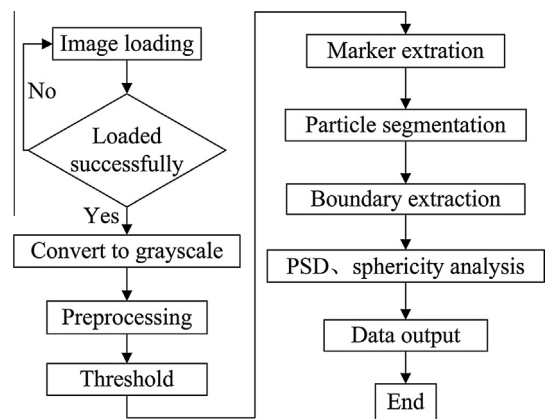 Image loading
No
Loaded
successfully
Yes
Convert to grayscale
Preprocessing
Threshold
Marker extration
Particle segmentation
Boundary extraction
PSD、sphericity analysis
Data output
End